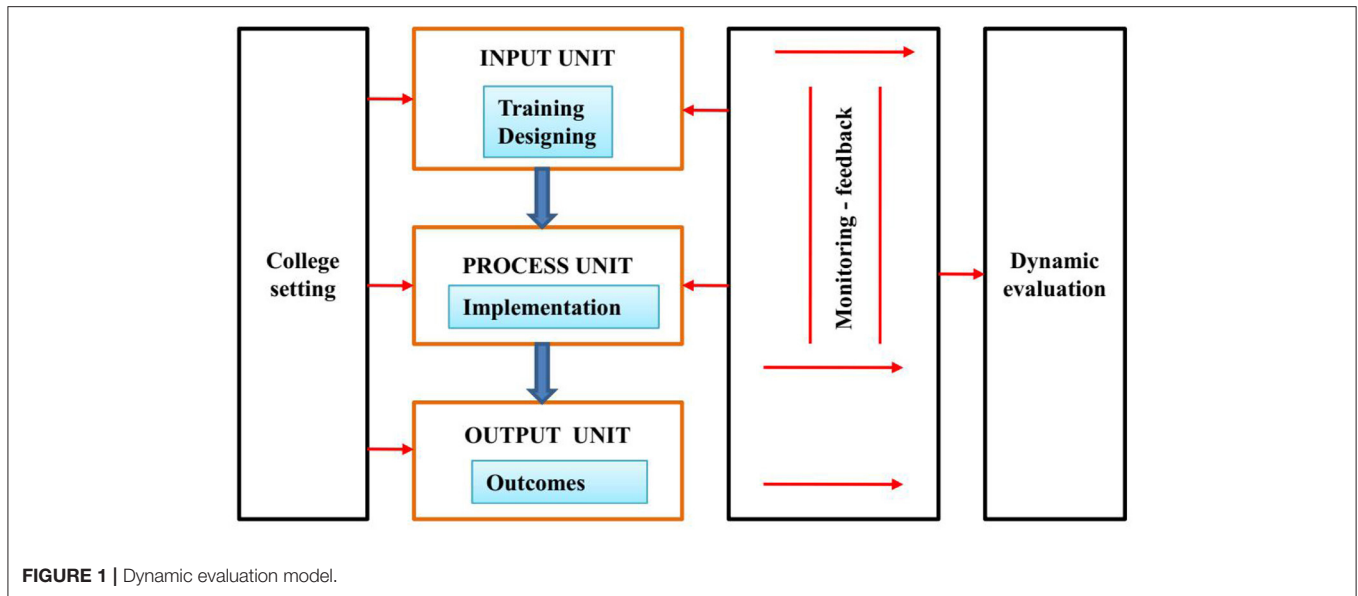 College
setting
INPUT UNIT
Training
Designing
PROCESS UNIT
Implementation
OUTPUT UNIT
Outcomes
Monitoring - feedback
Dynamic
evaluation
FIGURE 1 | Dynamic evaluation model.